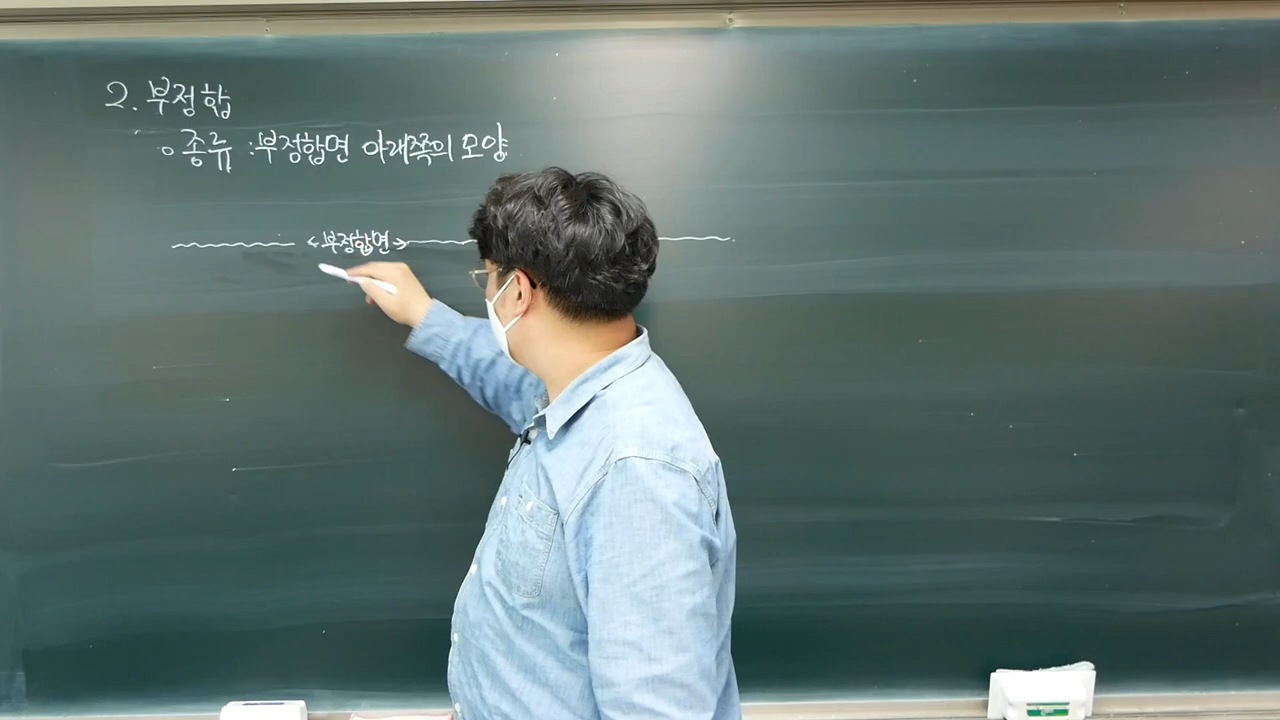 2. 부정합
o 종류 : 부정합면 아래쪽의 모양
<부정합면>